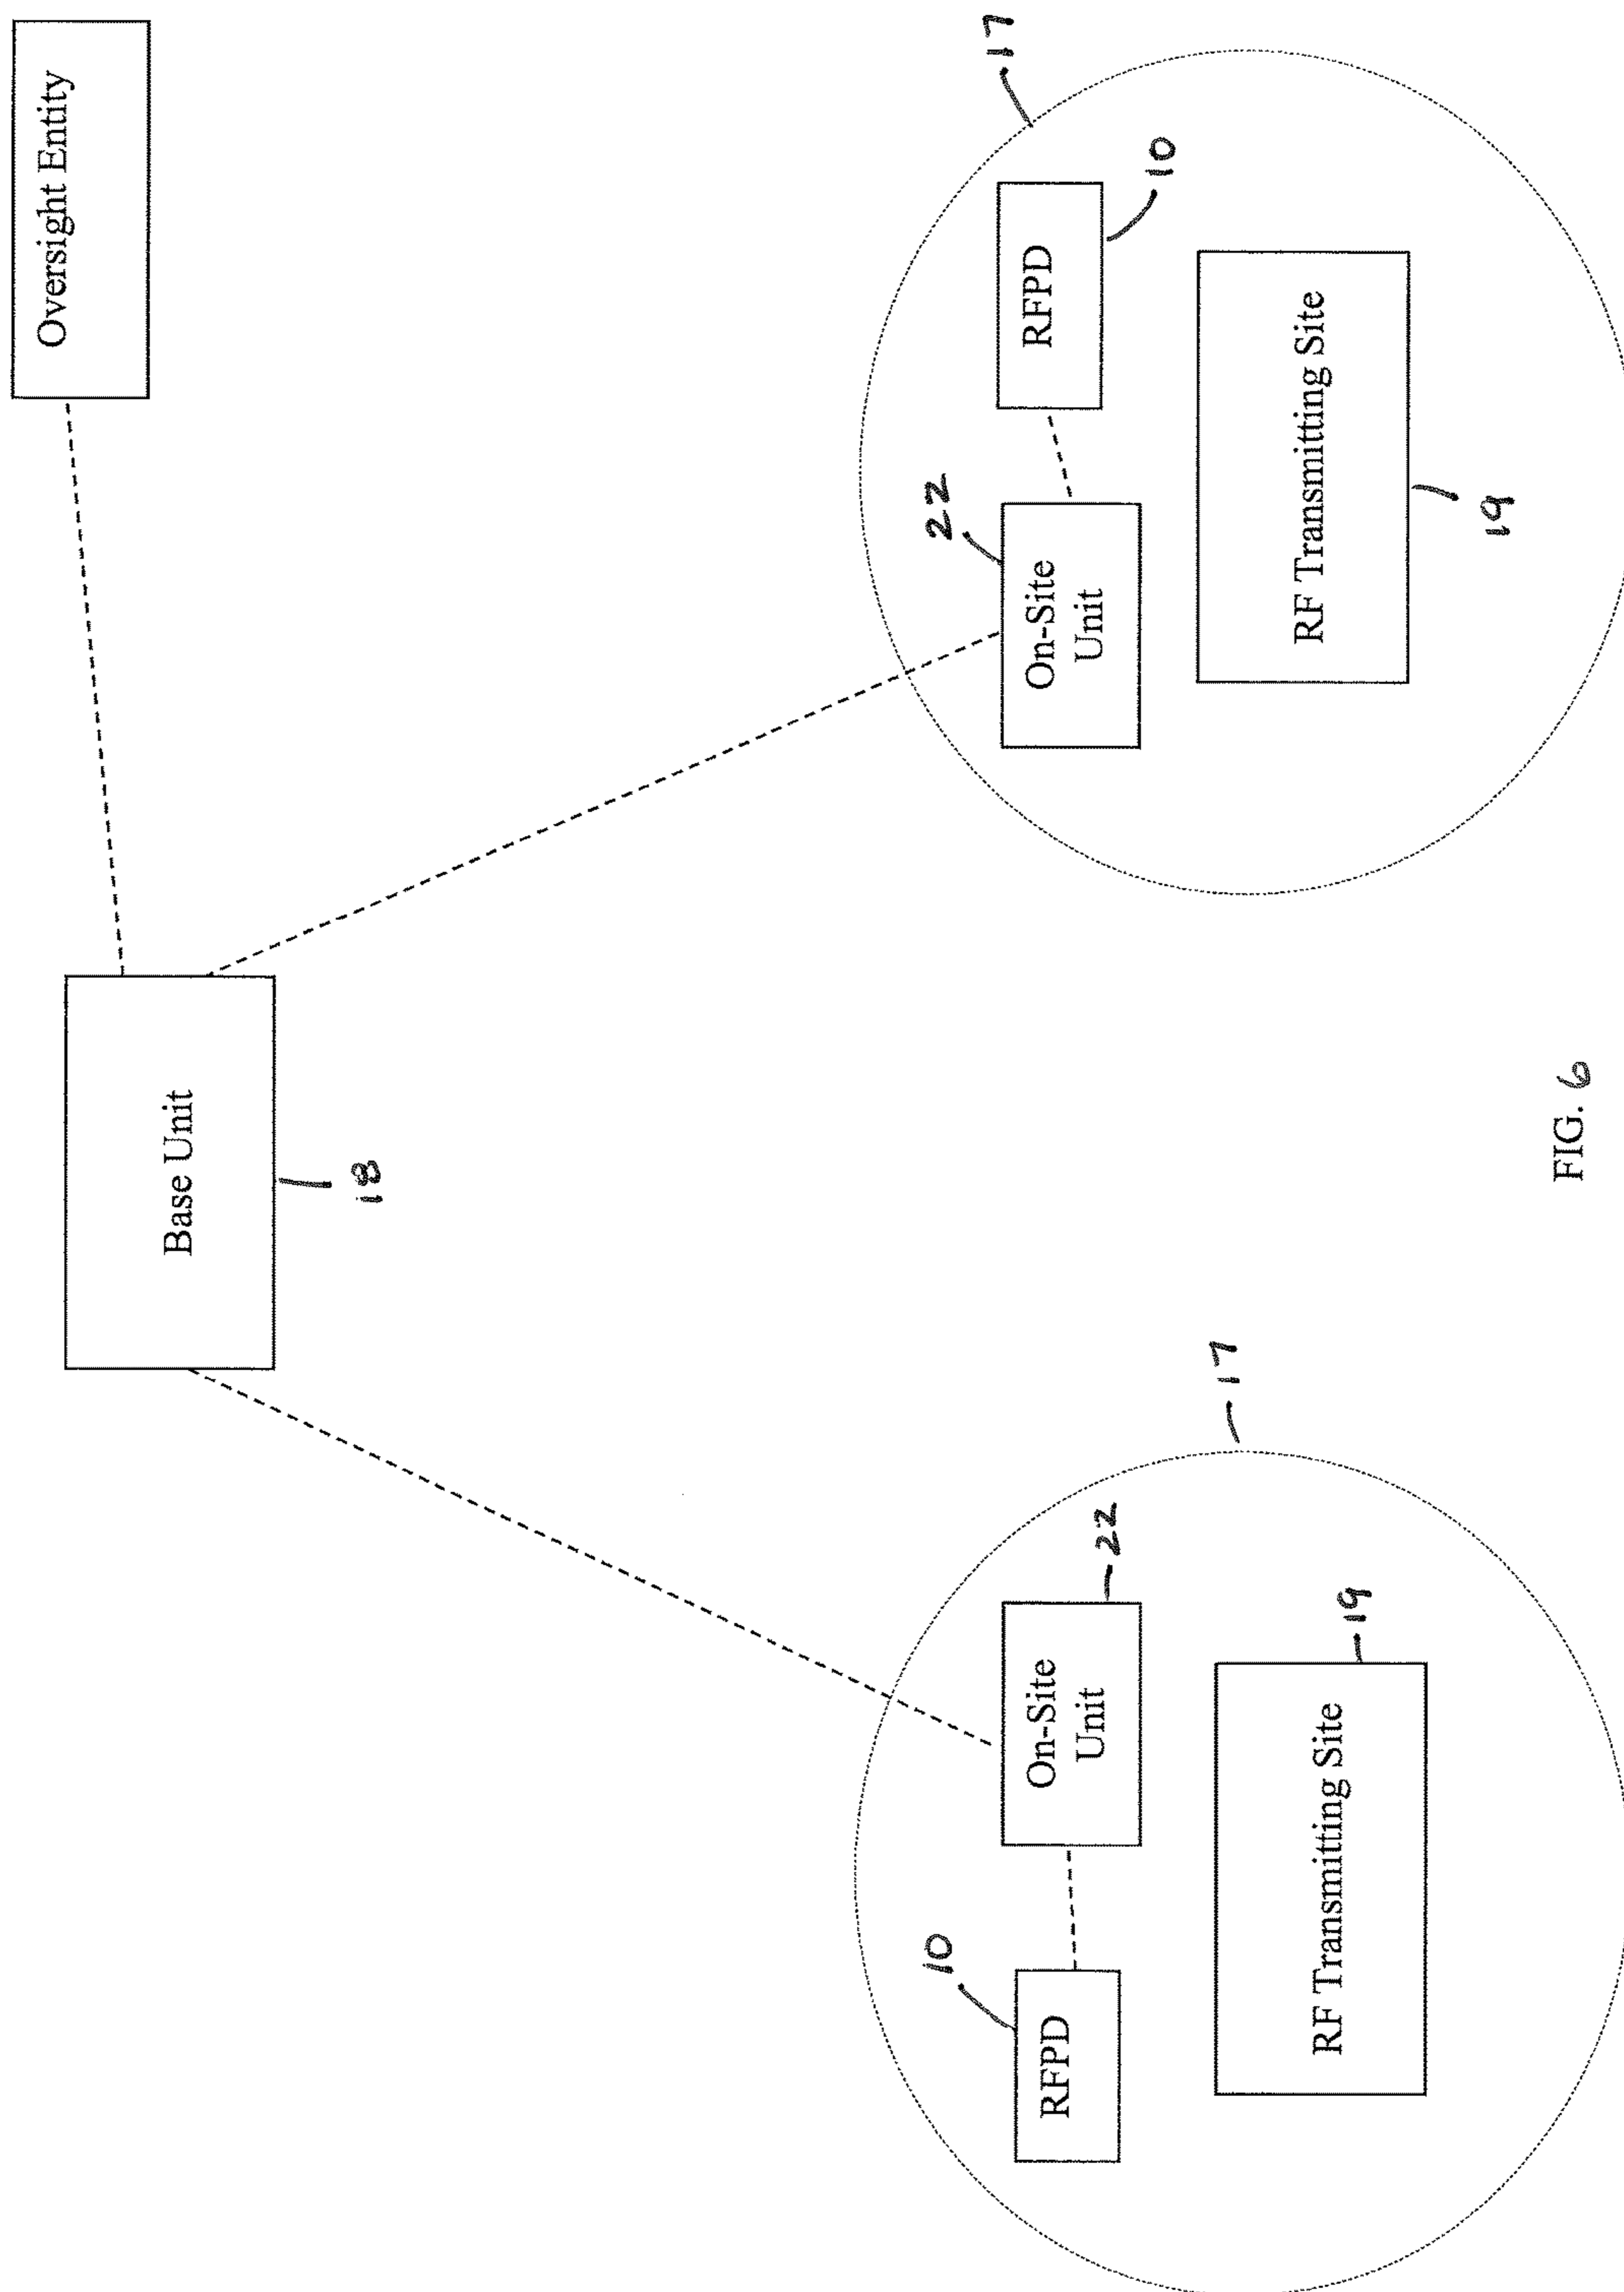 Oversight Entity
Base Unit
18
17
RFPD
10
On-Site
Unit
22
RF Transmitting Site
19
17
RFPD
10
On-Site
Unit
22
RF Transmitting Site
19
FIG. 6